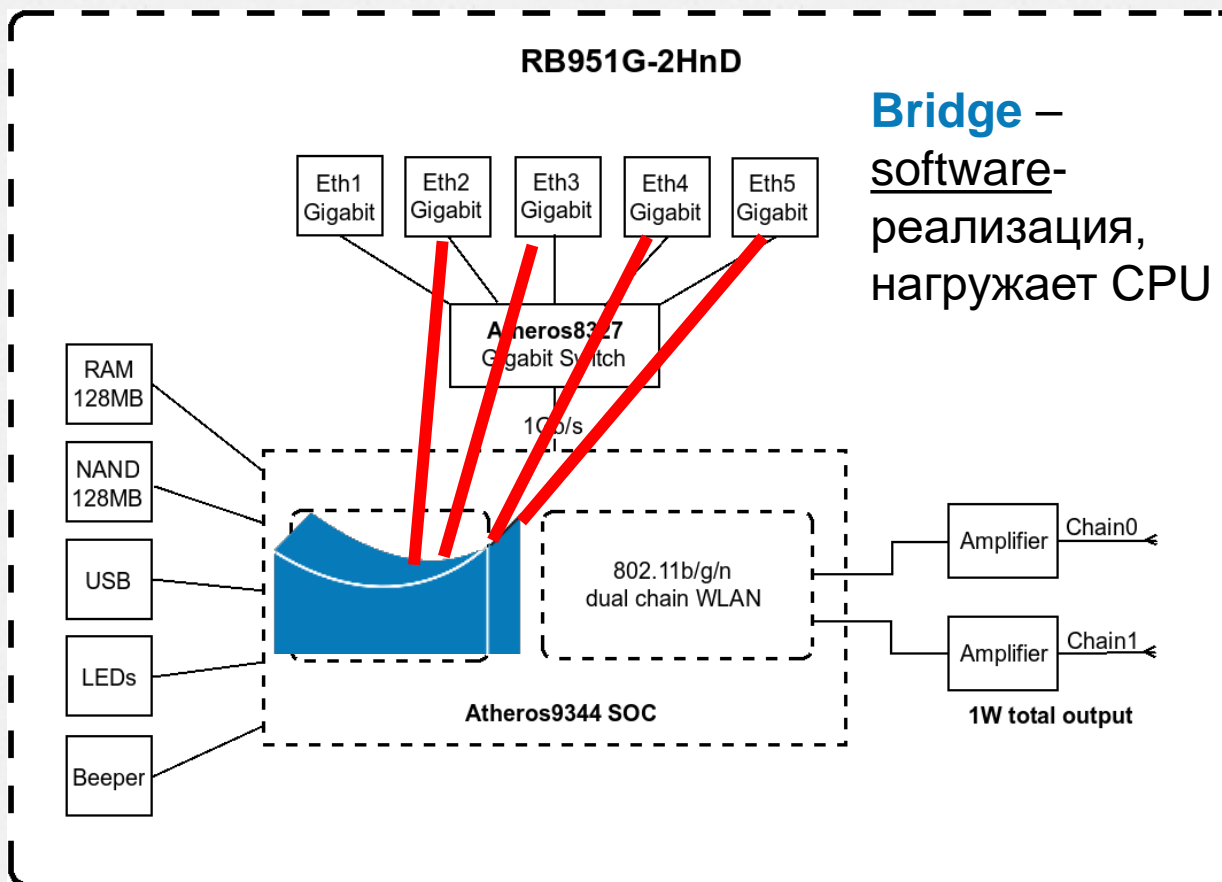 RB951G-2HnD
Bridge –
software-
реализация,
нагружает CPU
Eth1
Gigabit
Eth2
Gigabit
Eth3
Gigabit
Eth4
Gigabit
Eth5
Gigabit
Atheros8327
Gigabit Switch
1Gb/s
RAM
128MB
NAND
128MB
USB
LEDs
Beeper
802.11b/g/n
dual chain WLAN
Atheros9344 SOC
Amplifier
Chain0
Amplifier
Chain1
1W total output